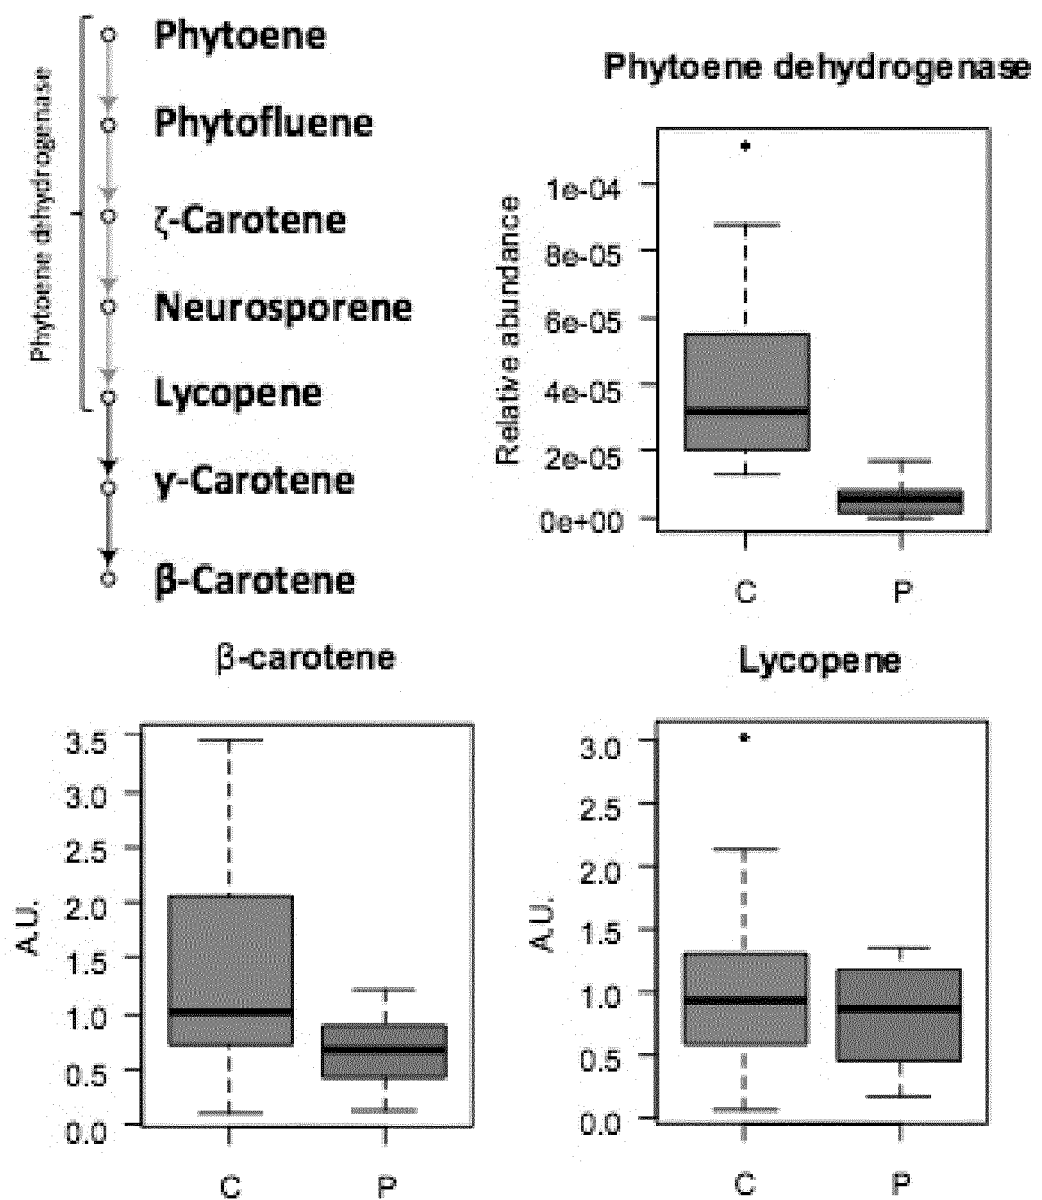 Phytoene dehydrogenase
Phytoene
Phytofluene
ζ-Carotene
Neurosporene
Lycopene
γ-Carotene
β-Carotene
Phytoene dehydrogenase
Relative abundance
1e-04
8e-05
6e-05
4e-05
2e-05
0e+00
C
P
β-carotene
A.U.
3.5
3.0
2.5
2.0
1.5
1.0
0.5
0.0
C
P
Lycopene
A.U.
3.0
2.5
2.0
1.5
1.0
0.5
0.0
C
P